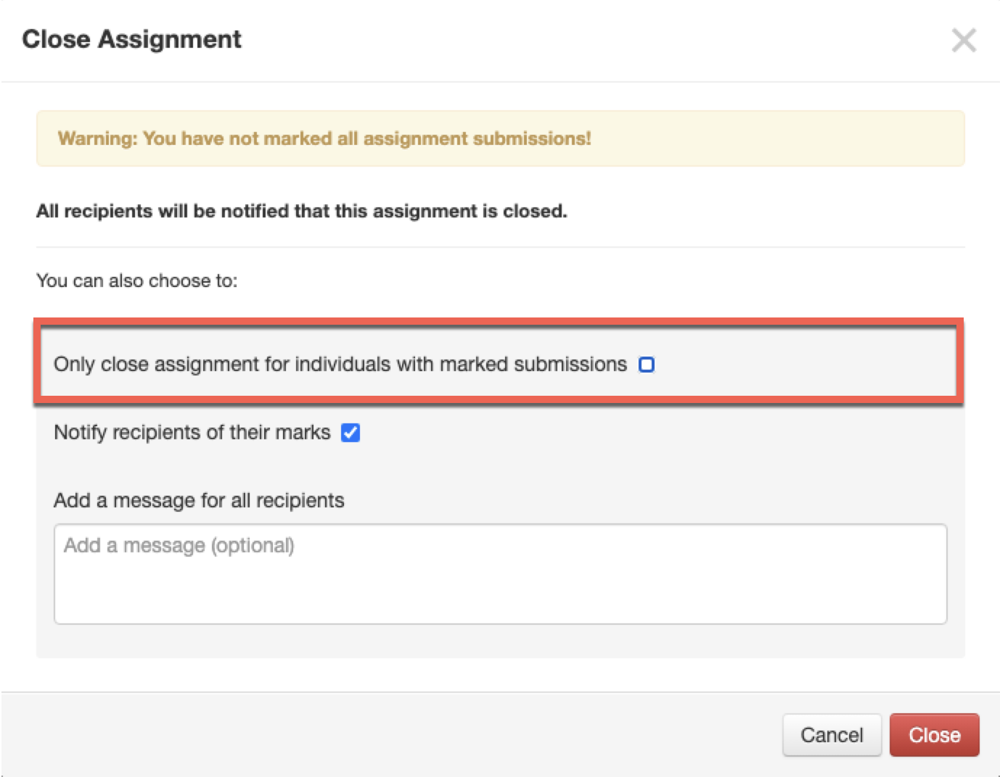 Close Assignment
Warning: You have not marked all assignment submissions!
All recipients will be notified that this assignment is closed.
You can also choose to:
Only close assignment for individuals with marked submissions
Notify recipients of their marks
Add a message for all recipients
Add a message (optional)
Cancel Close